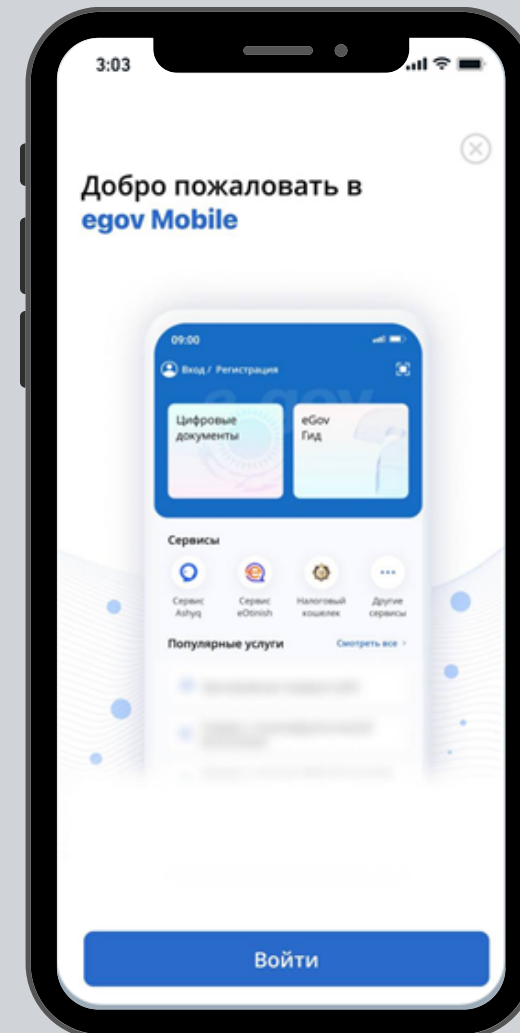 3:03
Добро пожаловать в
egov Mobile
09:00
Вход / Регистрация
e.gov
Цифровые
документы
eGov
Гид
Сервисы
Сервис
Ashyq
Сервис
eOtinish
Налоговый
кошелек
Другие
сервисы
Популярные услуги
Смотреть все >
Войти